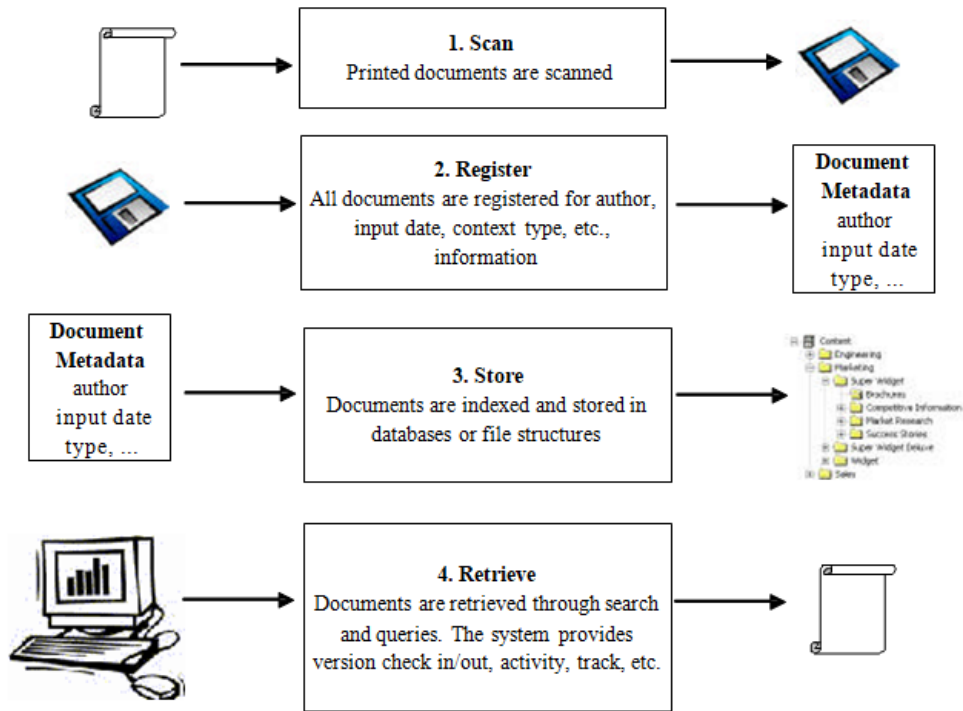 1. Scan
Printed documents are scanned
2. Register
All documents are registered for author,
input date, context type, etc.,
information
Document
Metadata
author
input date
type, ...
Document
Metadata
author
input date
type, ...
3. Store
Documents are indexed and stored in
databases or file structures
Content
Engineering
Marketing
Super Widget
Brochures
Competitive Information
Market Research
Success Stories
Super Widget Deluxe
Widget
Sales
4. Retrieve
Documents are retrieved through search
and queries. The system provides
version check in/out, activity, track, etc.